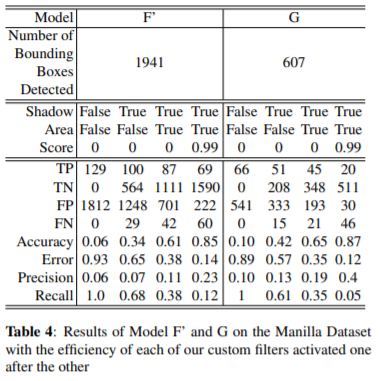 Model F' G
Number of
Bounding
Boxes
Detected 1941 607
Shadow False True True True False True True True
Area False False True True False False True True
Score 0 0 0 0.99 0 0 0 0.99
TP 129 100 87 69 66 51 45 20
TN 0 564 1111 1590 0 208 348 511
FP 1812 1248 701 222 541 333 193 30
FN 0 29 42 60 0 15 21 46
Accuracy 0.06 0.34 0.61 0.85 0.10 0.42 0.65 0.87
Error 0.93 0.65 0.38 0.14 0.89 0.57 0.35 0.12
Precision 0.06 0.07 0.11 0.23 0.10 0.13 0.19 0.4
Recall 1.0 0.68 0.38 0.12 1 0.61 0.35 0.05
Table 4: Results of Model F' and G on the Manilla Dataset
with the efficiency of each of our custom filters activated one
after the other